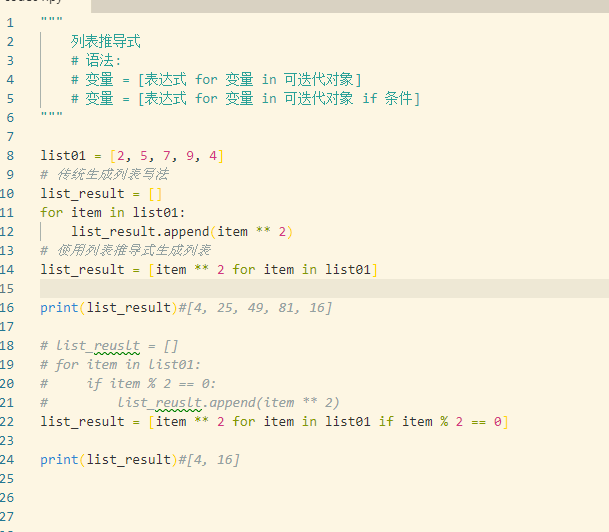 1 """
2 列表推导式
3 # 语法:
4 # 变量 = [表达式 for 变量 in 可迭代对象]
5 # 变量 = [表达式 for 变量 in 可迭代对象 if 条件]
6 """
7
8 list01 = [2, 5, 7, 9, 4]
9 # 传统生成列表写法
10 list_result = []
11 for item in list01:
12 list_result.append(item ** 2)
13 # 使用列表推导式生成列表
14 list_result = [item ** 2 for item in list01]
15
16 print(list_result)#[4, 25, 49, 81, 16]
17
18 # list_reuslt = []
19 # for item in list01:
20 #     if item % 2 == 0:
21 #         list_reuslt.append(item ** 2)
22 list_result = [item ** 2 for item in list01 if item % 2 == 0]
23
24 print(list_result)#[4, 16]
25
26
27